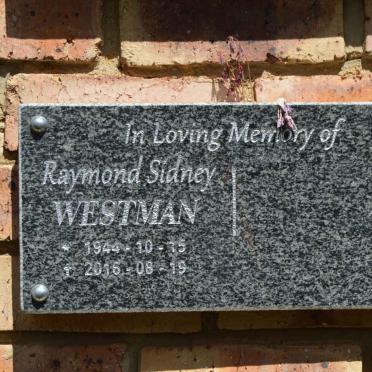 In Loving Memory of
Raymond Sidney
WESTMAN
* 1944 - 10 - 15
✝ 2016 - 08 - 19